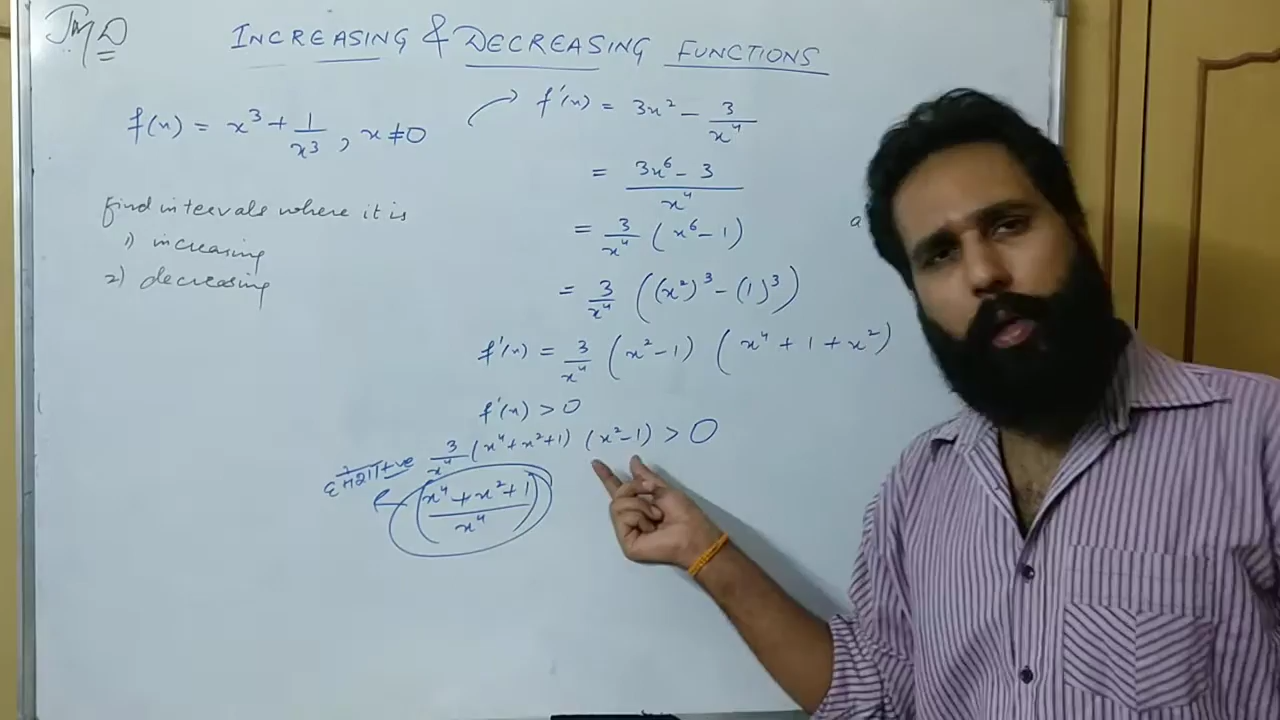 JMD
INCREASING & DECREASING FUNCTIONS
f(x) = x³ + 1/x³ , x ≠ 0
find intervals where it is
1) increasing
2) decreasing
f'(x) = 3x² - 3/x⁴
= 3x⁶ - 3 / x⁴
= 3/x⁴ (x⁶ - 1)
a
= 3/x⁴ ((x²)³ - (1)³)
f'(x) = 3/x⁴ (x² - 1) (x⁴ + 1 + x²)
f'(x) > 0
3/x⁴ (x⁴ + x² + 1) (x² - 1) > 0
हमेशा +ve
(x⁴ + x² + 1 / x⁴)